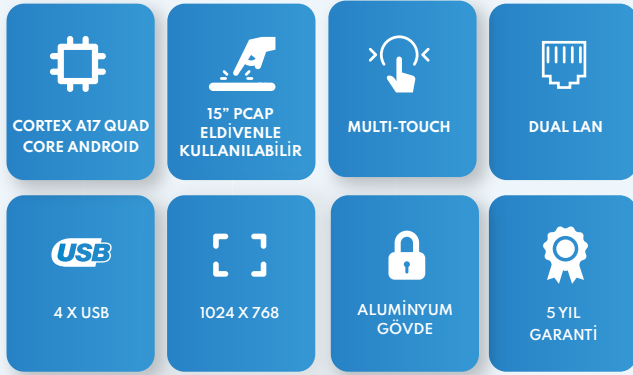 CORTEX A17 QUAD
CORE ANDROID
15” PCAP
ELDİVENLE
KULLANILABİLİR
MULTI-TOUCH
DUAL LAN
USB
4 X USB
1024 X 768
ALUMİNYUM
GÖVDE
5 YIL
GARANTİ